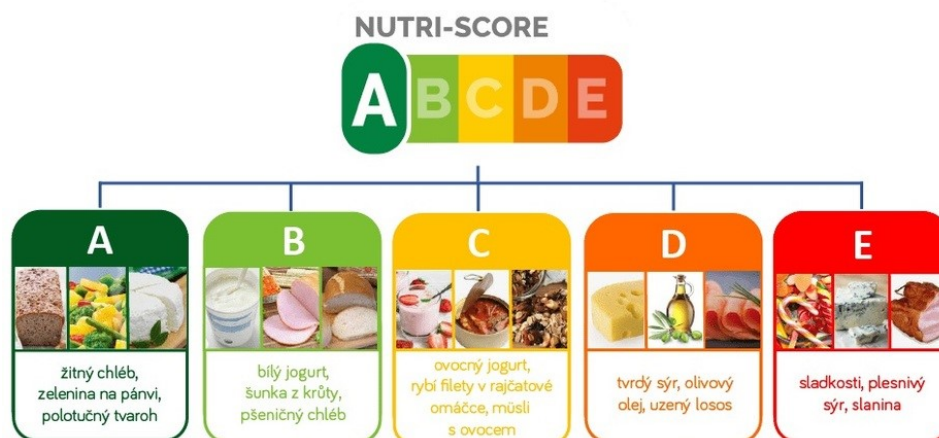 NUTRI-SCORE
A B C D E
A
žitný chléb,
zelenina na pánvi,
polotučný tvaroh
B
bílý jogurt,
šunka z krůty,
pšeničný chléb
C
ovocný jogurt,
rybí filety v rajčatové
omáčce, müsli
s ovocem
D
tvrdý sýr, olivový
olej, uzený losos
E
sladkosti, plesnivý
sýr, slanina